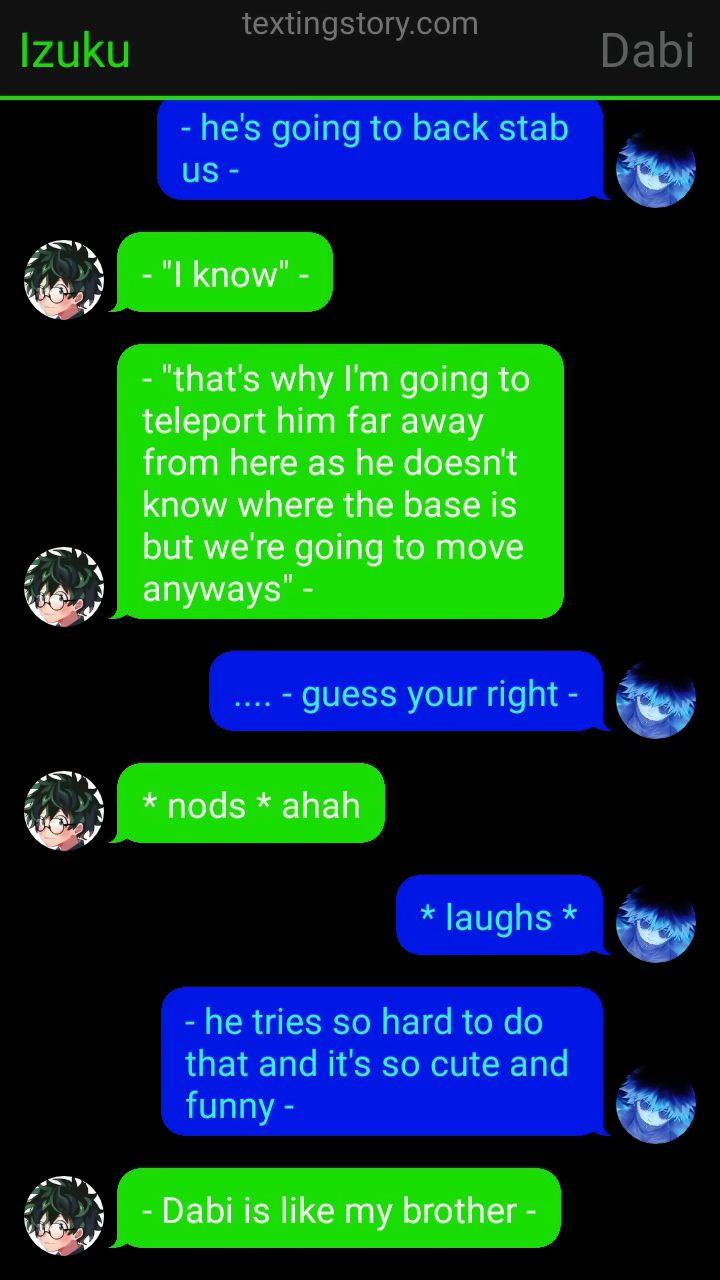 textingstory.com
Izuku
Dabi
- he's going to back stab
us -
- "I know" -
- "that's why I'm going to
teleport him far away
from here as he doesn't
know where the base is
but we're going to move
anyways" -
.... - guess your right -
* nods * ahah
* laughs *
- he tries so hard to do
that and it's so cute and
funny -
- Dabi is like my brother -